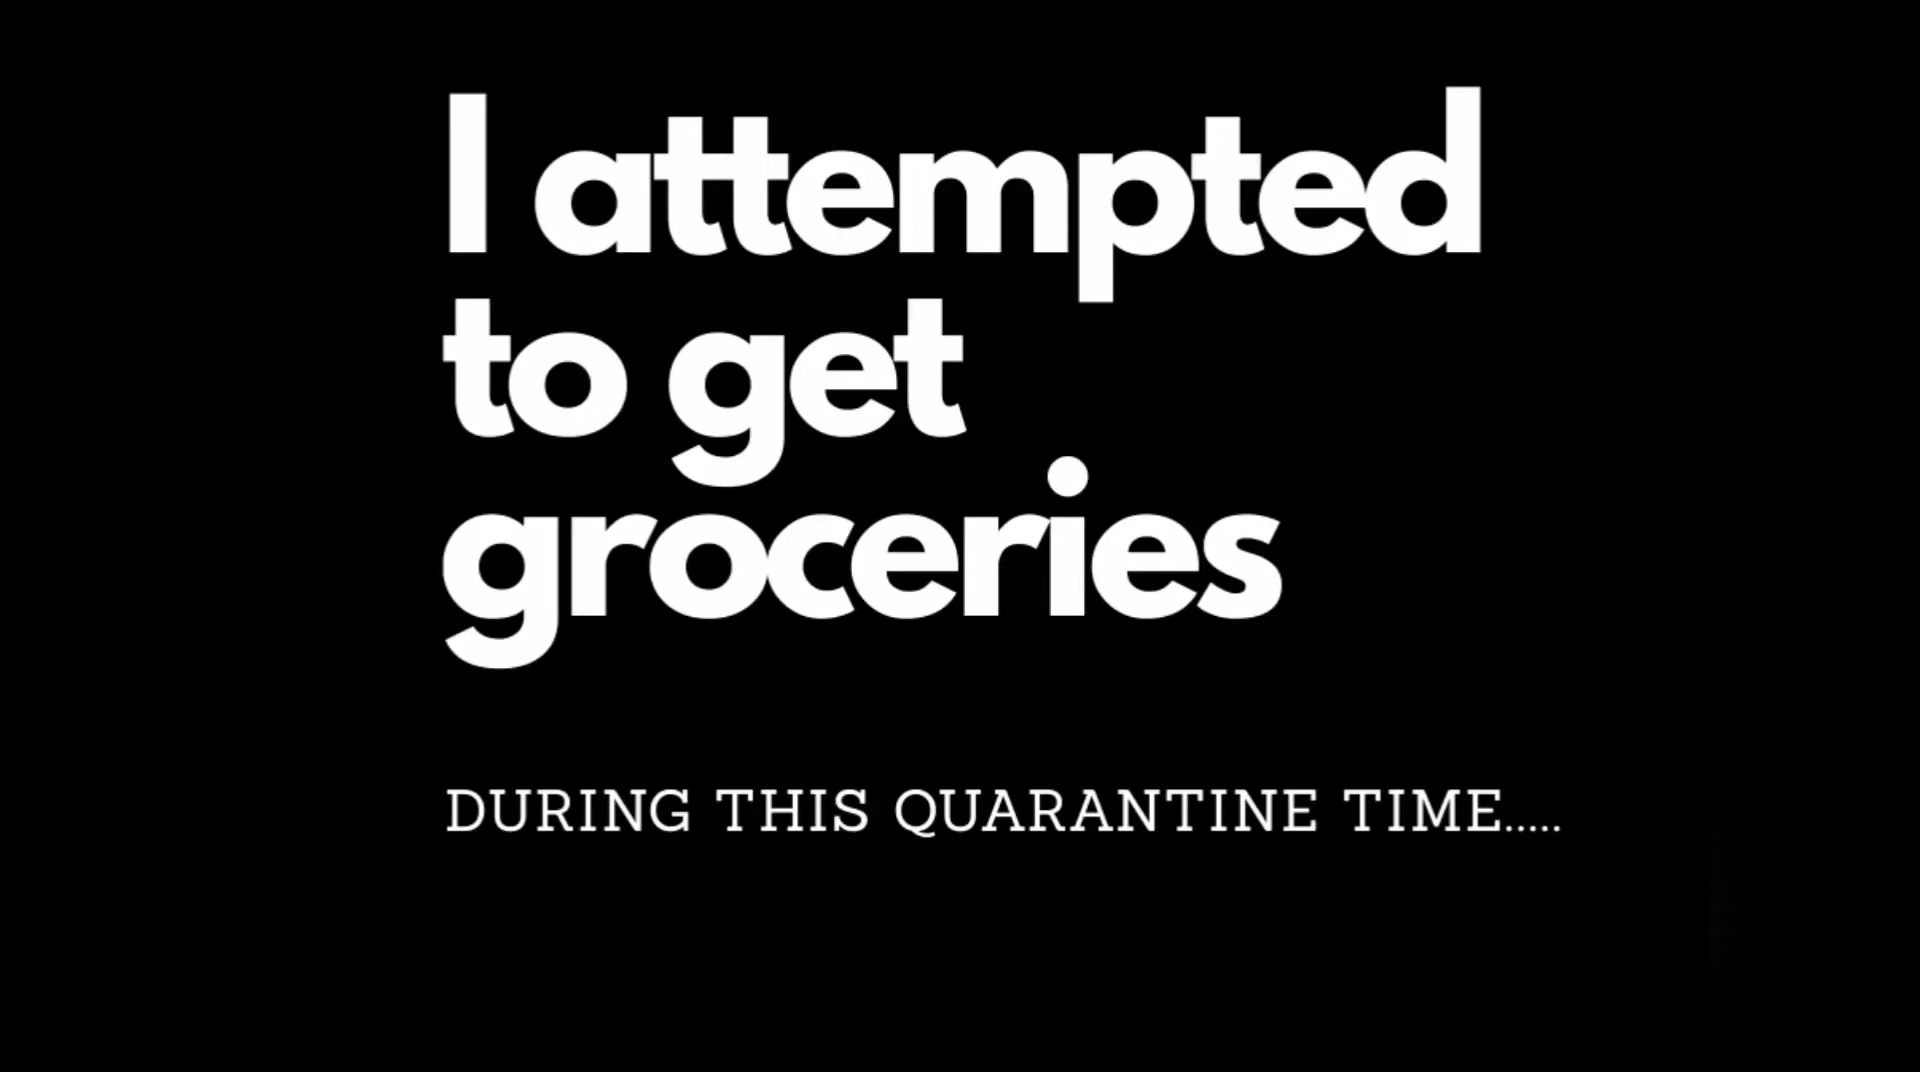 I attempted
to get
groceries
DURING THIS QUARANTINE TIME.....